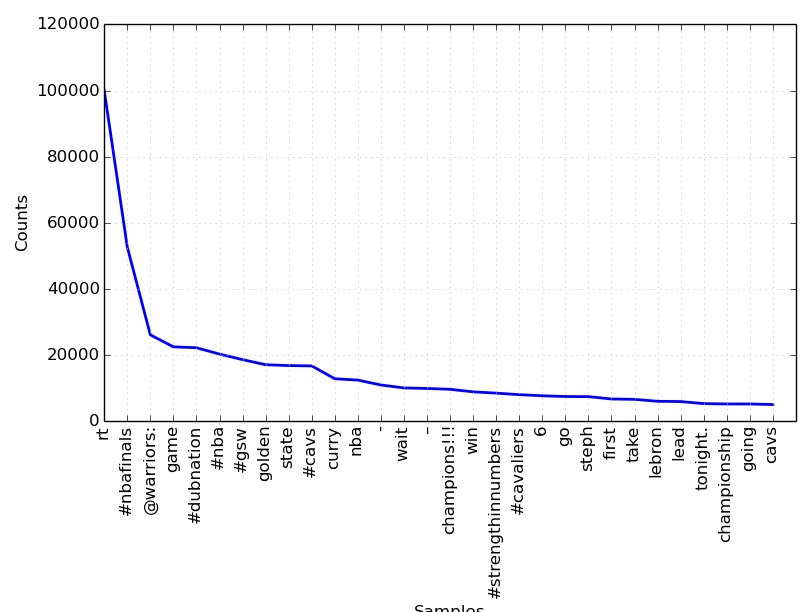 120000
100000
80000
60000
40000
20000
0
Counts
rt
#nbafinals
@warriors:
game
#dubnation
#nba
#gsw
golden
state
#cavs
curry
nba
-
wait
–
champions!!!
win
#strengthinnumbers
#cavaliers
6
go
steph
first
take
lebron
lead
tonight.
championship
going
cavs
Samples